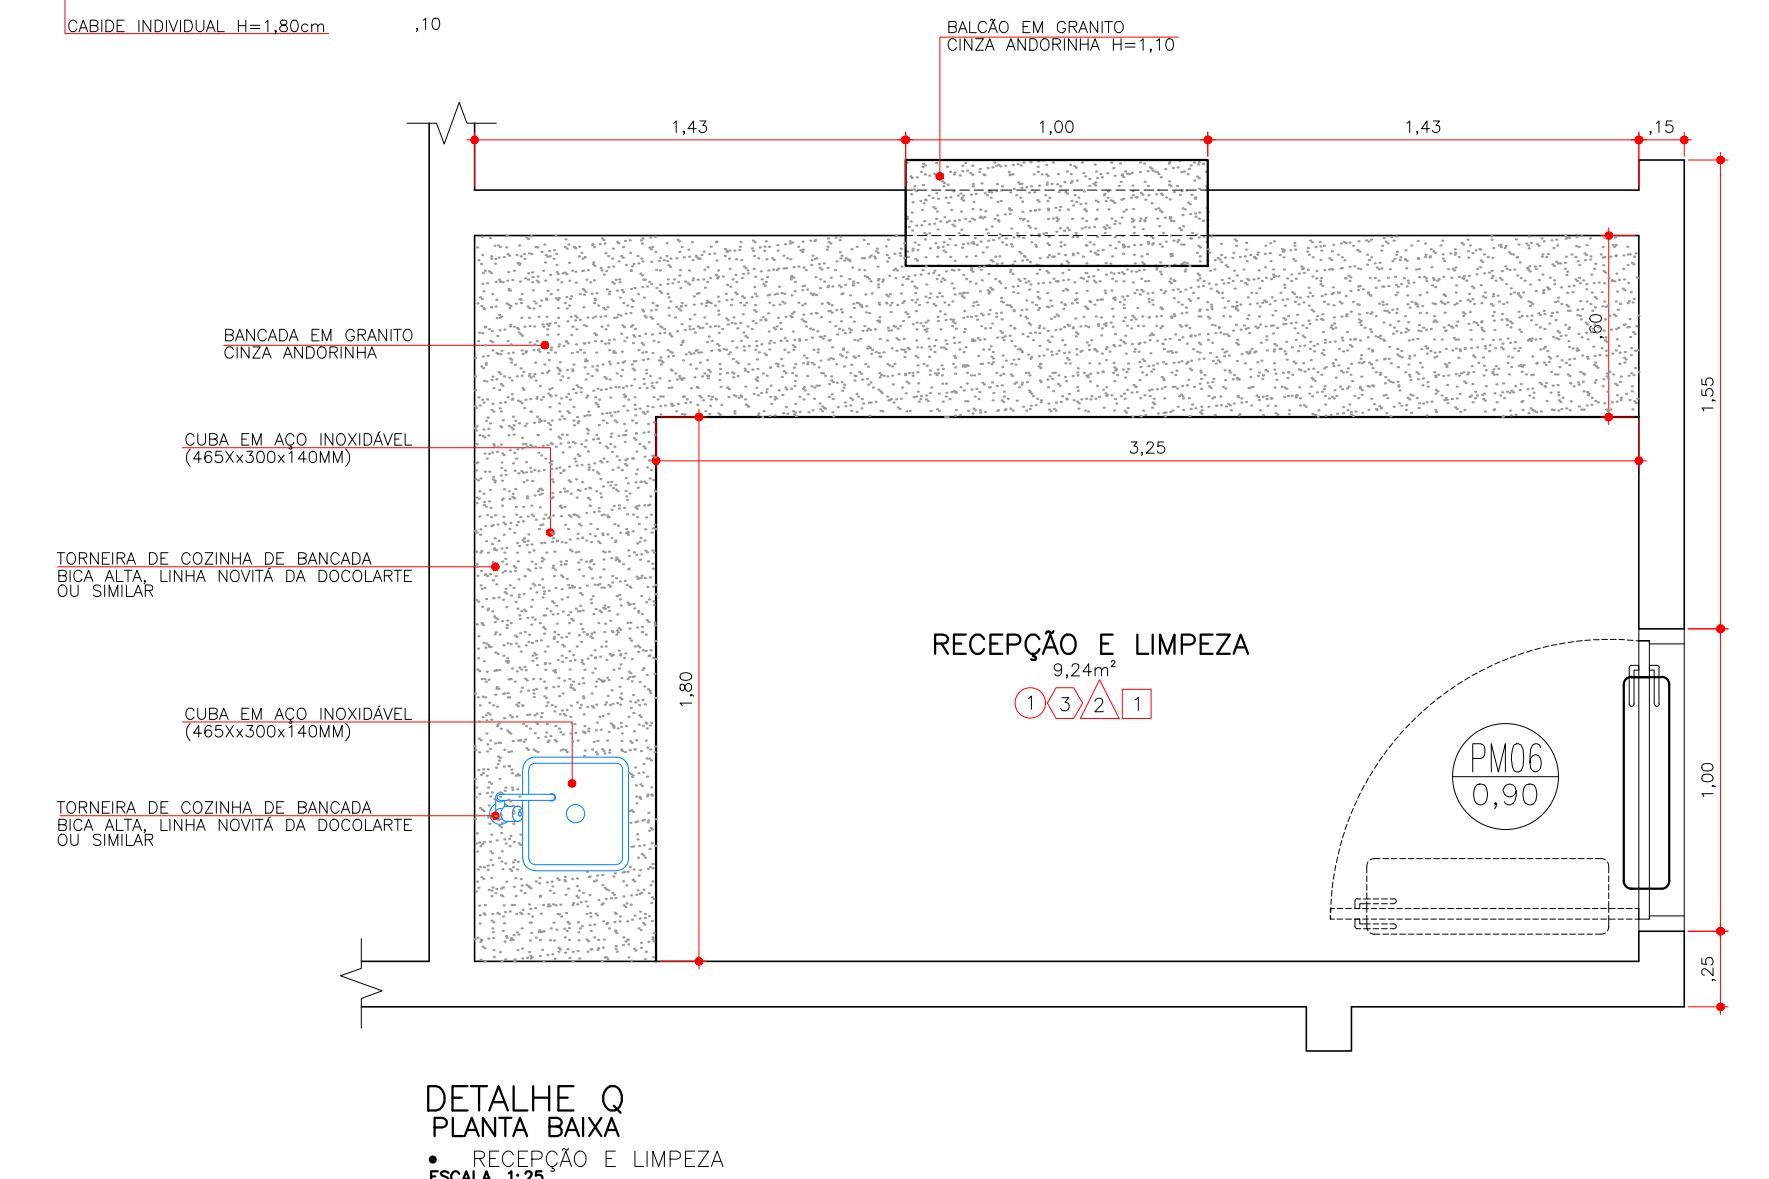 CABIDE INDIVIDUAL H=1,80cm
,10
BALCÃO EM GRANITO
CINZA ANDORINHA H=1,10
1,43
1,00
1,43
,15
BANCADA EM GRANITO
CINZA ANDORINHA
,60
1,55
CUBA EM AÇO INOXIDÁVEL
(465Xx300x140MM)
3,25
TORNEIRA DE COZINHA DE BANCADA
BICA ALTA, LINHA NOVITÁ DA DOCOLARTE
OU SIMILAR
RECEPÇÃO E LIMPEZA
9,24m²
1 3 2 1
1,80
CUBA EM AÇO INOXIDÁVEL
(465Xx300x140MM)
PM06
0,90
1,00
TORNEIRA DE COZINHA DE BANCADA
BICA ALTA, LINHA NOVITÁ DA DOCOLARTE
OU SIMILAR
,25
DETALHE Q
PLANTA BAIXA
• RECEPÇÃO E LIMPEZA
ESCALA 1:25